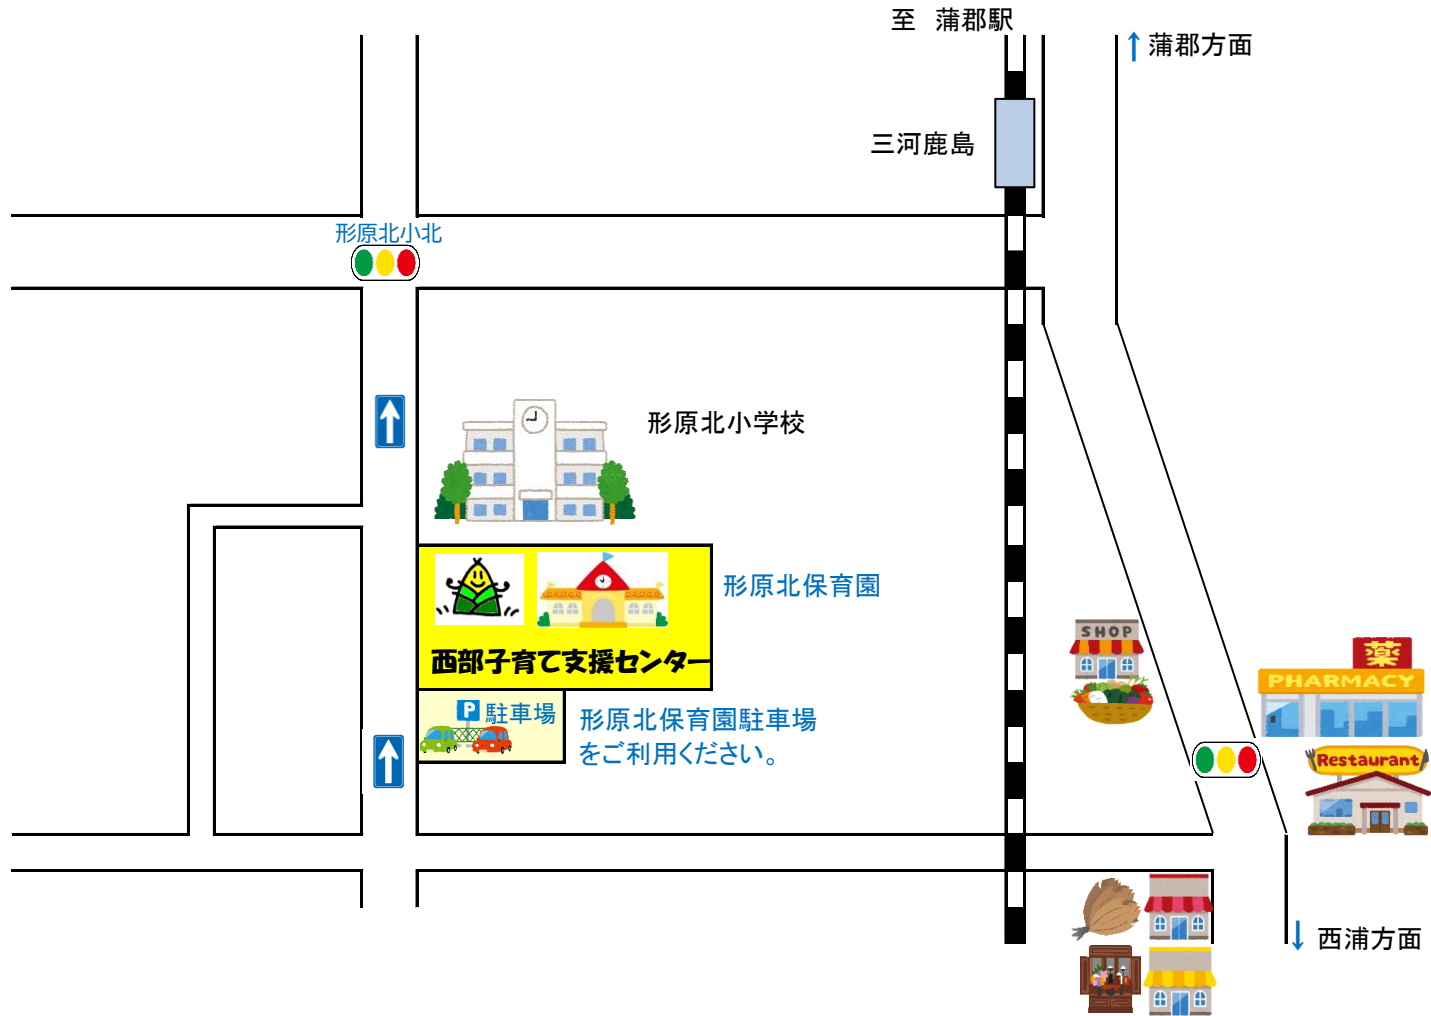 至　蒲郡駅
↑ 蒲郡方面
三河鹿島
形原北小北
形原北小学校
形原北保育園
西部子育て支援センター
P 駐車場
形原北保育園駐車場
をご利用ください。
SHOP
薬
PHARMACY
Restaurant
↓ 西浦方面